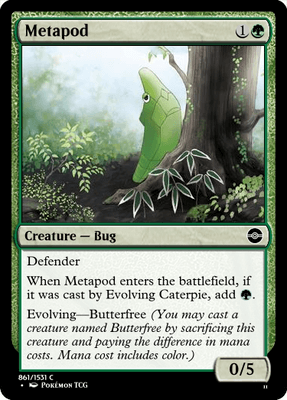 Metapod 1
Creature — Bug
Defender
When Metapod enters the battlefield, if
it was cast by Evolving Caterpie, add .
Evolving—Butterfree (You may cast a
creature named Butterfree by sacrificing this
creature and paying the difference in mana
costs. Mana cost includes color.)
0/5
861/1531 C
• Pokémon TCG